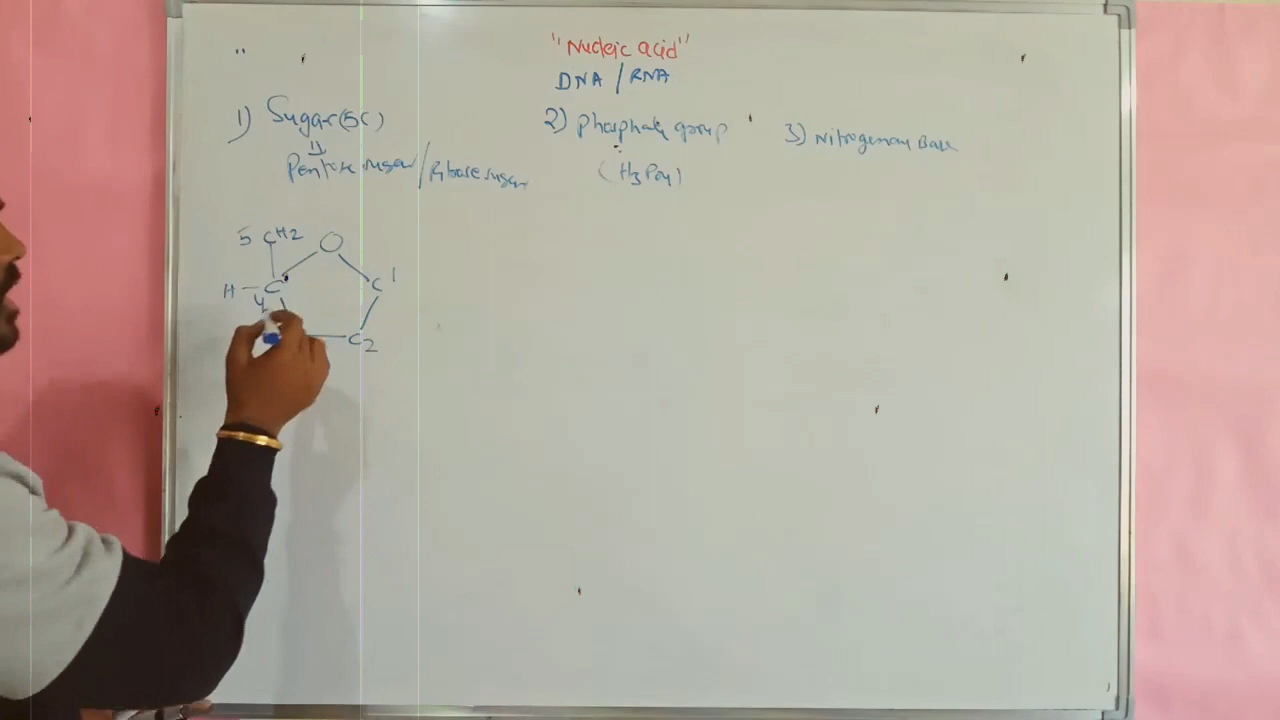 "Nucleic acid"
DNA / RNA
1) Sugar (5C)
2) phosphate group
3) Nitrogenous Base
Pentose sugar / Ribose sugar
(H3PO4)
5 CH2 O
H - C C 1
4
C 2